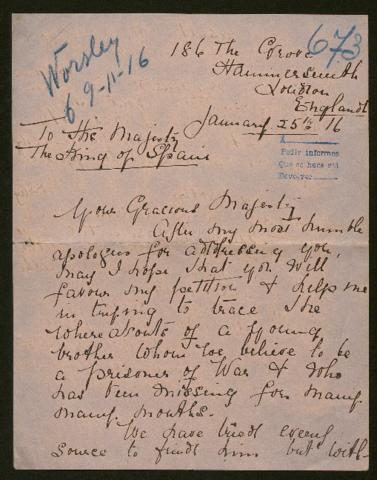 Worsley
6.9-11-16
673
186 The Grove
Hammersmith
London
England
January 25th 16
To His Majesty
The King of Spain
A
Pedir informes
Que se hara
Devolver
Your Gracious Majesty
After my most humble
apologies for addressing you,
may I hope that you will
favour my petition & help me
in trying to trace the
whereabouts of a young
brother whom we believe to be
a prisoner of War & who
has been missing for many
many months.
We have tried every
source to find him but with-